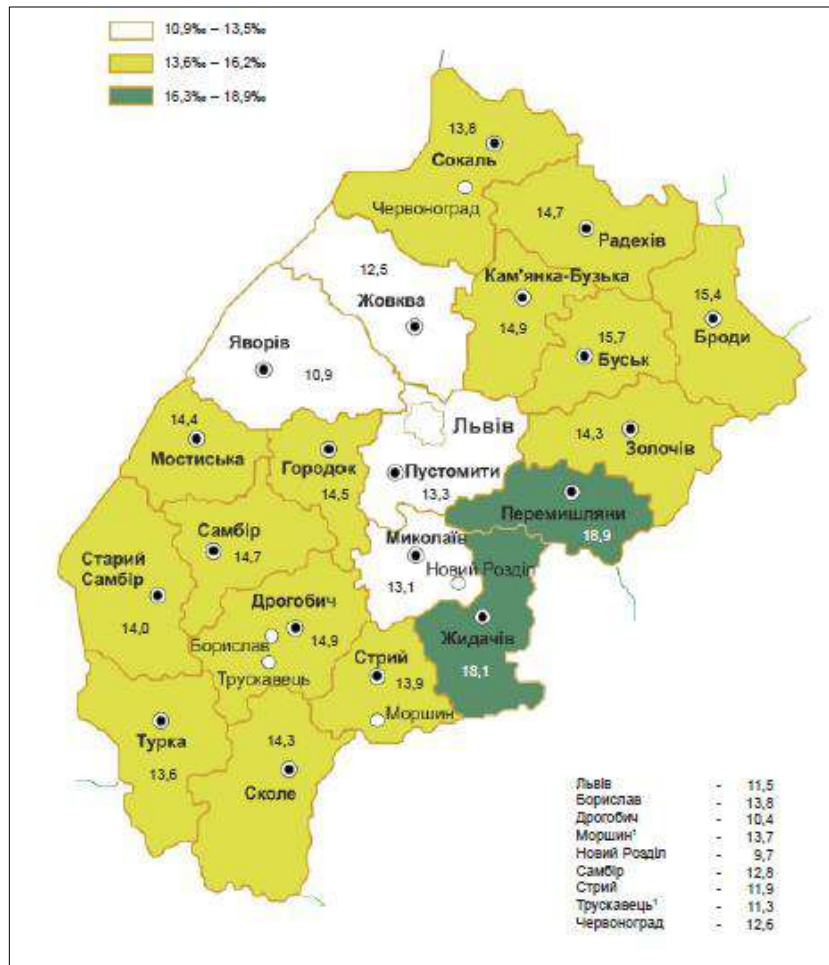 10,9‰ – 13,5‰
13,6‰ – 16,2‰
16,3‰ – 18,9‰
13,8
Сокаль
Червоноград
14,7
Радехів
12,5
Жовква
Кам'янка-Бузька
14,9
15,4
Броди
15,7
Буськ
Яворів
10,9
14,4
Мостиська
Городок
14,5
Львів
Пустомити
13,3
14,3
Золочів
Перемишляни
18,9
Самбір
14,7
Миколаїв
Новий Розділ
13,1
Старий
Самбір
14,0
Дрогобич
Борислав
14,9
Трускавець
Стрий
13,9
Моршин
Жидачів
18,1
Турка
13,6
14,3
Сколе
Львів - 11,5
Борислав - 13,8
Дрогобич - 10,4
Моршин¹ - 13,7
Новий Розділ - 9,7
Самбір - 12,8
Стрий - 11,9
Трускавець¹ - 11,3
Червоноград - 12,6